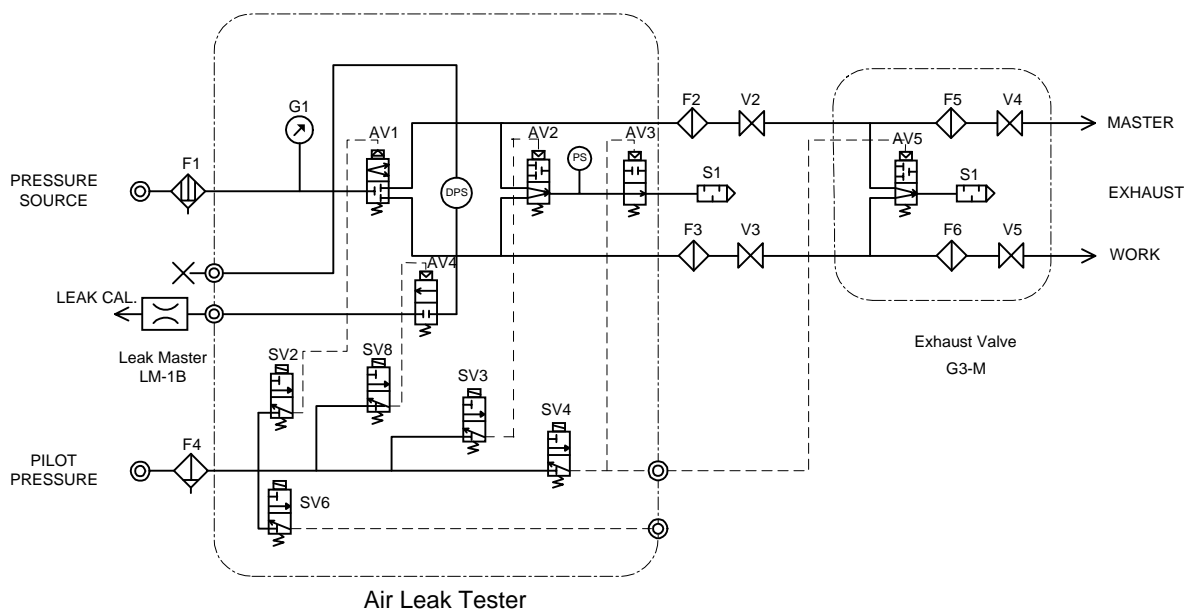 F2
V2
F5
V4
G1
MASTER
AV1
AV2
AV3
AV5
PS
F1
S1
S1
PRESSURE
SOURCE
DPS
EXHAUST
F3
V3
F6
V5
WORK
AV4
LEAK CAL.
Leak Master
LM-1B
Exhaust Valve
G3-M
SV2
SV8
SV3
SV4
F4
PILOT
PRESSURE
SV6
Air Leak Tester